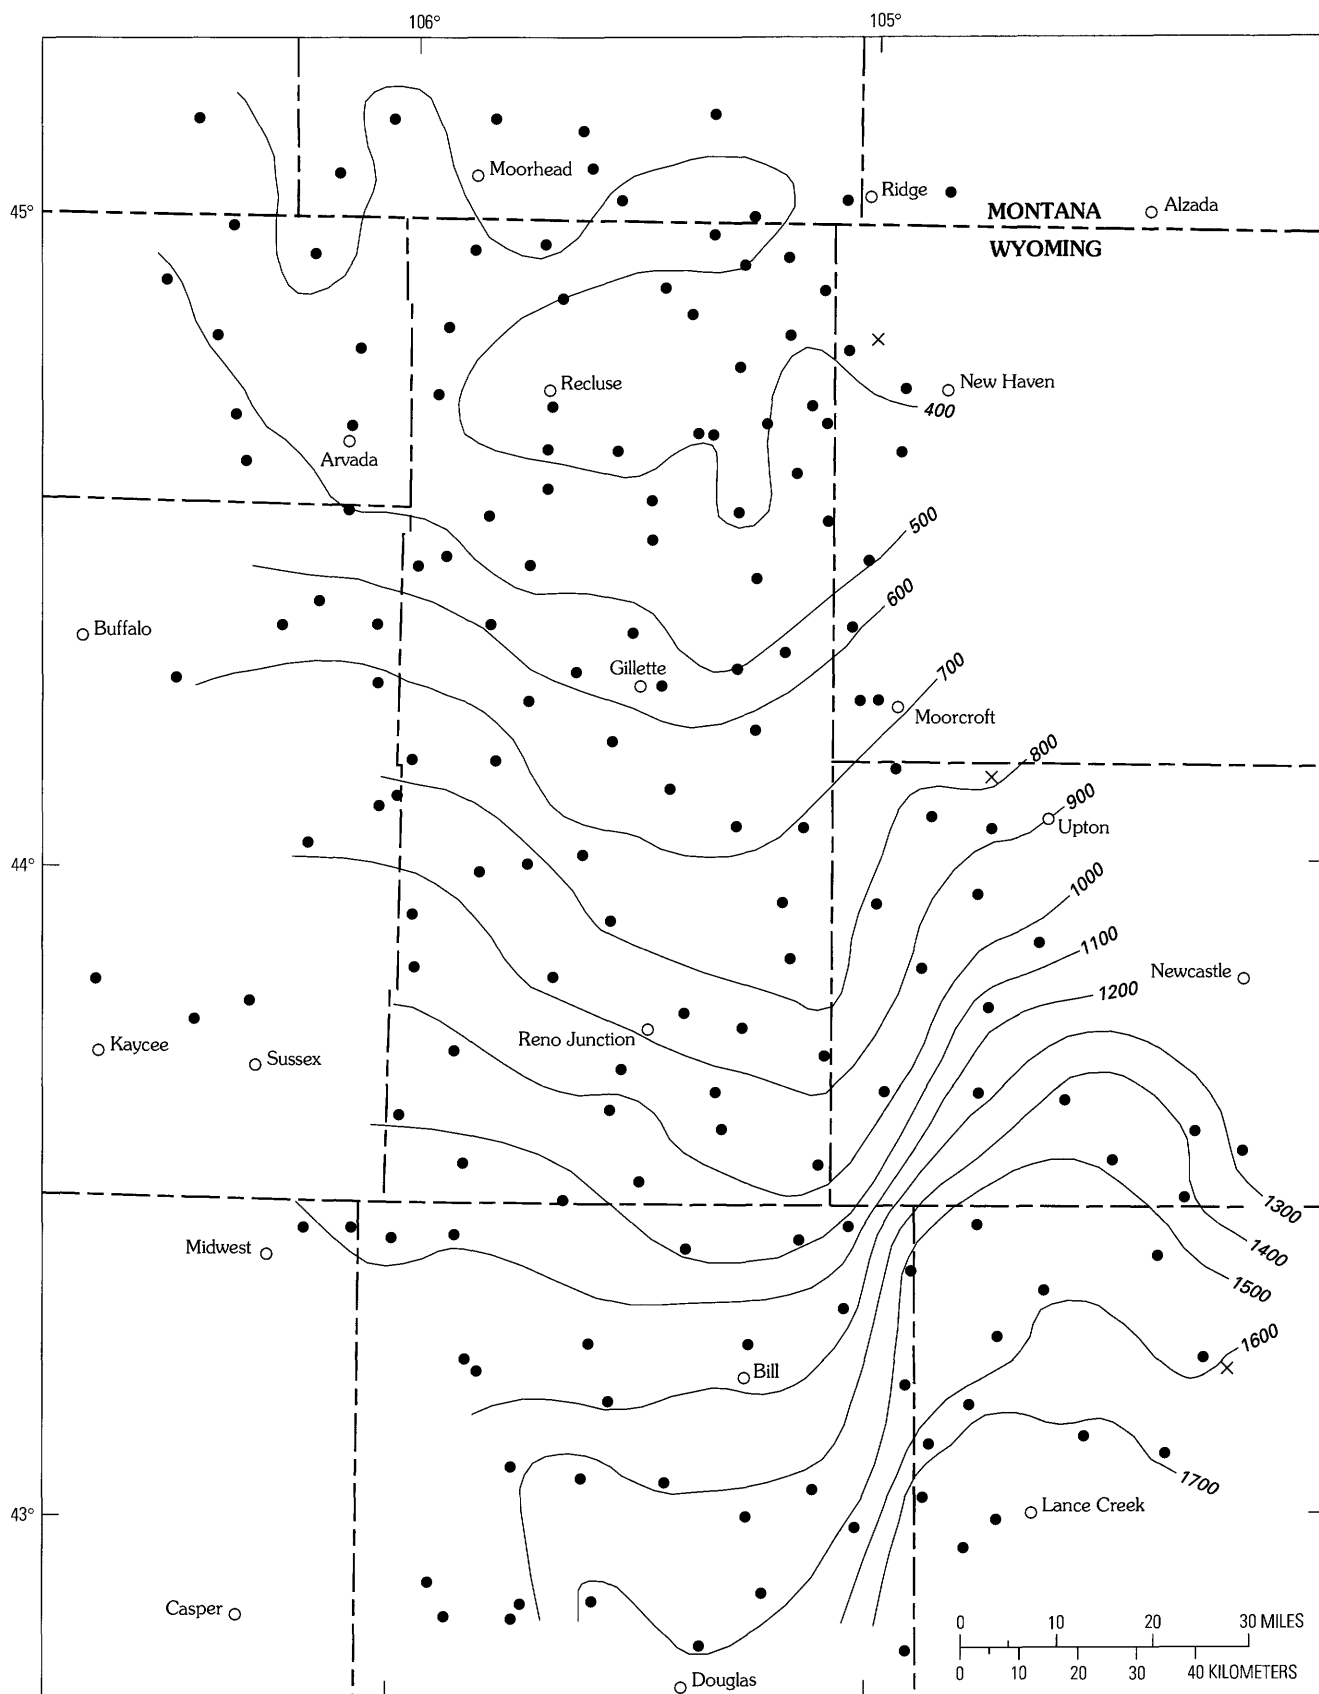 106°
105°
Moorhead
45°
Ridge
Alzada
MONTANA
WYOMING
Recluse
New Haven
400
Arvada
500
600
Buffalo
Gillette
700
Moorcroft
800
900
Upton
44°
1000
1100
Newcastle
1200
Kaycee
Sussex
Reno Junction
1300
Midwest
1400
1500
1600
Bill
1700
43°
Lance Creek
Casper
0 10 20 30 MILES
0 10 20 30 40 KILOMETERS
Douglas